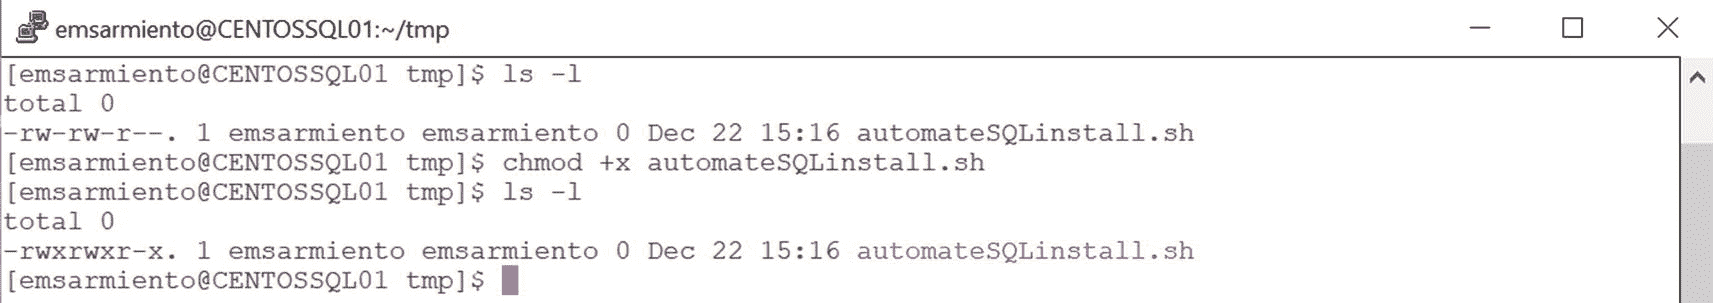 emsarmiento@CENTOSSQL01:~/tmp
[emsarmiento@CENTOSSQL01 tmp]$ ls -l
total 0
-rw-rw-r--. 1 emsarmiento emsarmiento 0 Dec 22 15:16 automateSQLinstall.sh
[emsarmiento@CENTOSSQL01 tmp]$ chmod +x automateSQLinstall.sh
[emsarmiento@CENTOSSQL01 tmp]$ ls -l
total 0
-rwxrwxr-x. 1 emsarmiento emsarmiento 0 Dec 22 15:16 automateSQLinstall.sh
[emsarmiento@CENTOSSQL01 tmp]$